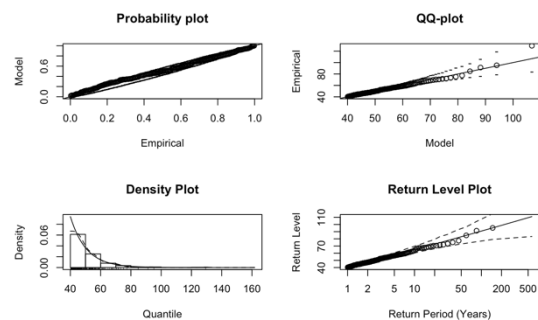 Probability plot
Model
0.0
0.6
0.0 0.2 0.4 0.6 0.8 1.0
Empirical
QQ-plot
Empirical
40
80
40 50 60 70 80 90 100
Model
Density Plot
Density
0.00
0.06
40 60 80 100 120 140 160
Quantile
Return Level Plot
Return Level
40
70
110
1 2 5 10 20 50 200 500
Return Period (Years)